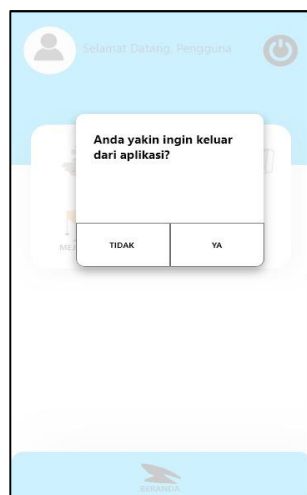 Selamat Datang, Pengguna
Anda yakin ingin keluar
dari aplikasi?
TIDAK
YA
BERANDA